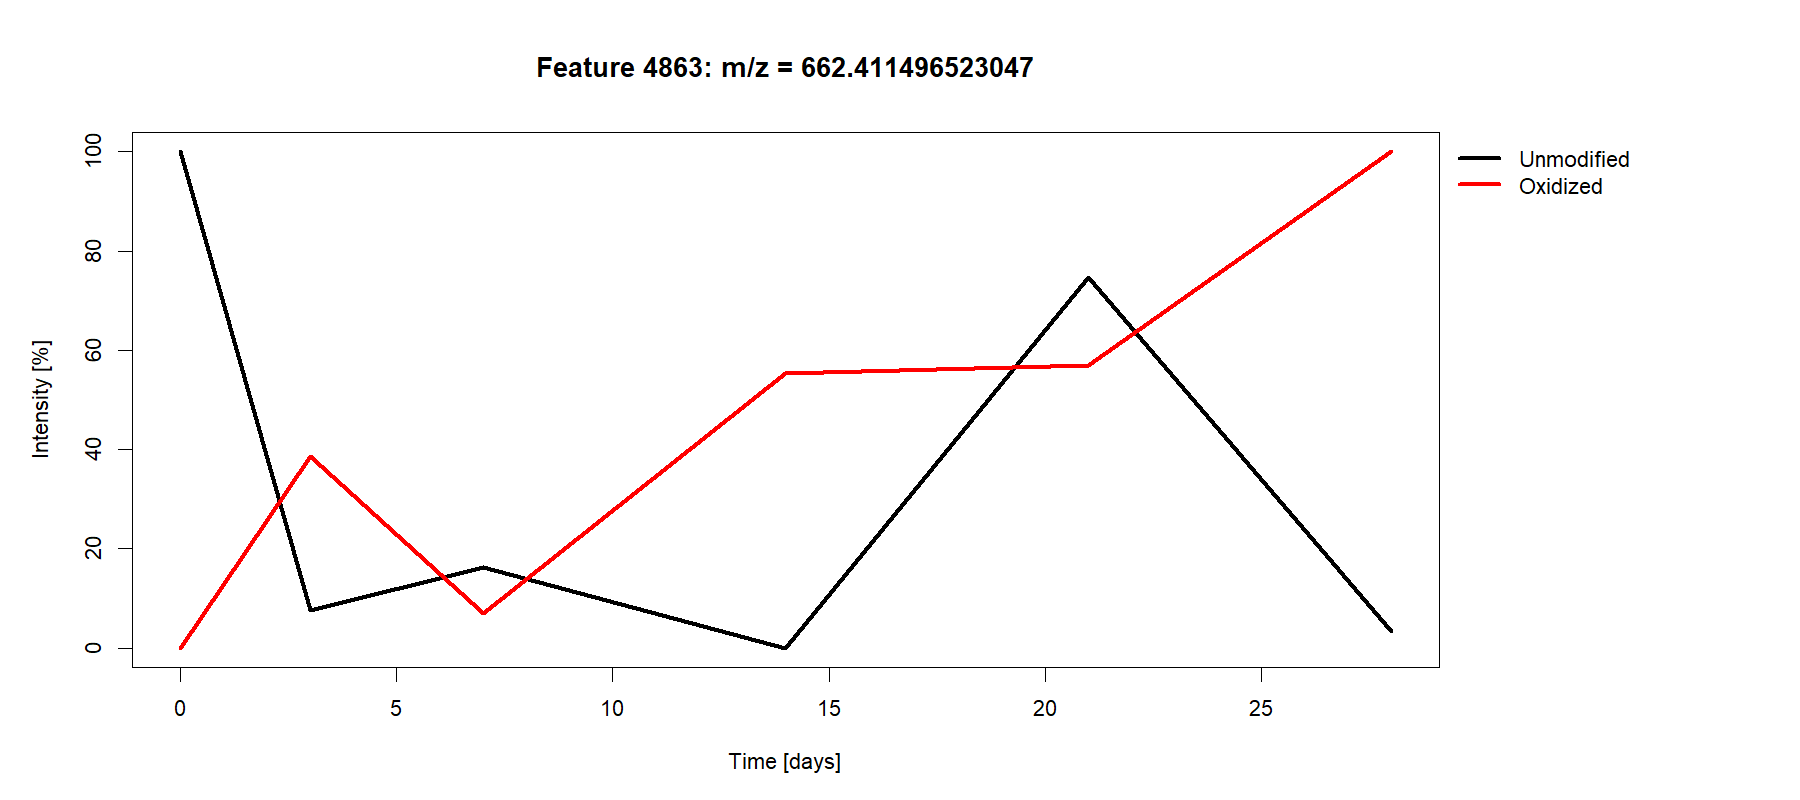 Feature 4863: m/z = 662.411496523047
Unmodified
Oxidized
Intensity [%]
100
80
60
40
20
0
0 5 10 15 20 25
Time [days]